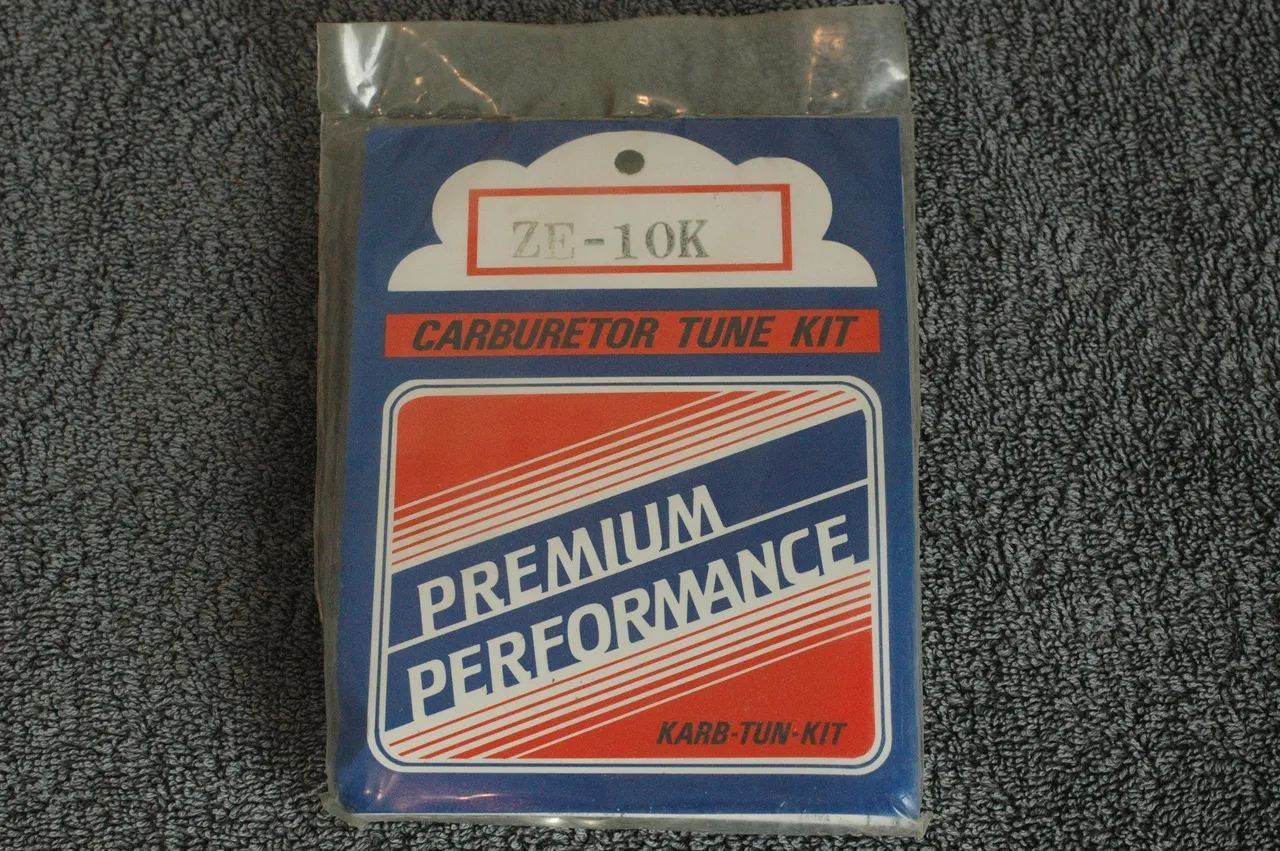 ZE-10K
CARBURETOR TUNE KIT
PREMIUM
PERFORMANCE
KARB-TUN-KIT